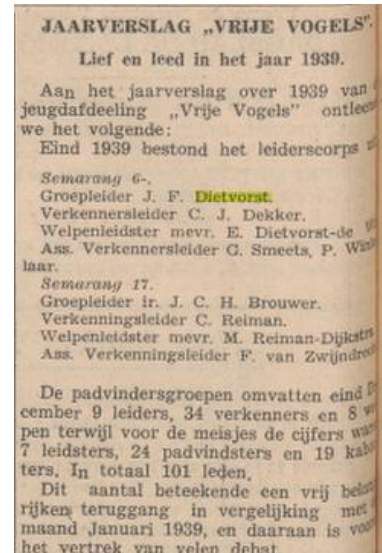 JAARVERSLAG „VRIJE VOGELS".
Lief en leed in het jaar 1939.
Aan het jaarverslag over 1939 van
jeugdafdeeling „Vrije Vogels"
we het volgende:
Eind 1939 bestond het leiderscorps
Semarang 6-.
Groepleider J. F. Dietvorst.
Verkennersleider C. J. Dekker.
Welpenleidster mevr. E. Dietvorst-de
Ass. Verkennersleider G. Smeets, P.
laar.
Semarang 17.
Groepleider ir. J. C. H. Brouwer.
Verkenningsleider C. Reiman.
Welpenleidster mevr. M. Reiman-Dijkstra.
Ass. Verkenningsleider F. van
De padvindersgroepen omvatten eind De
cember 9 leiders, 34 verkenners en 8
pen terwijl voor de meisjes de cijfers
7 leidsters, 24 padvindsters en 19
ters. In totaal 101 leden.
Dit aantal beteekende een vrij
rijken teruggang in vergelijking met
maand Januari 1939, en daaraan is
het vertrek van velen debat.